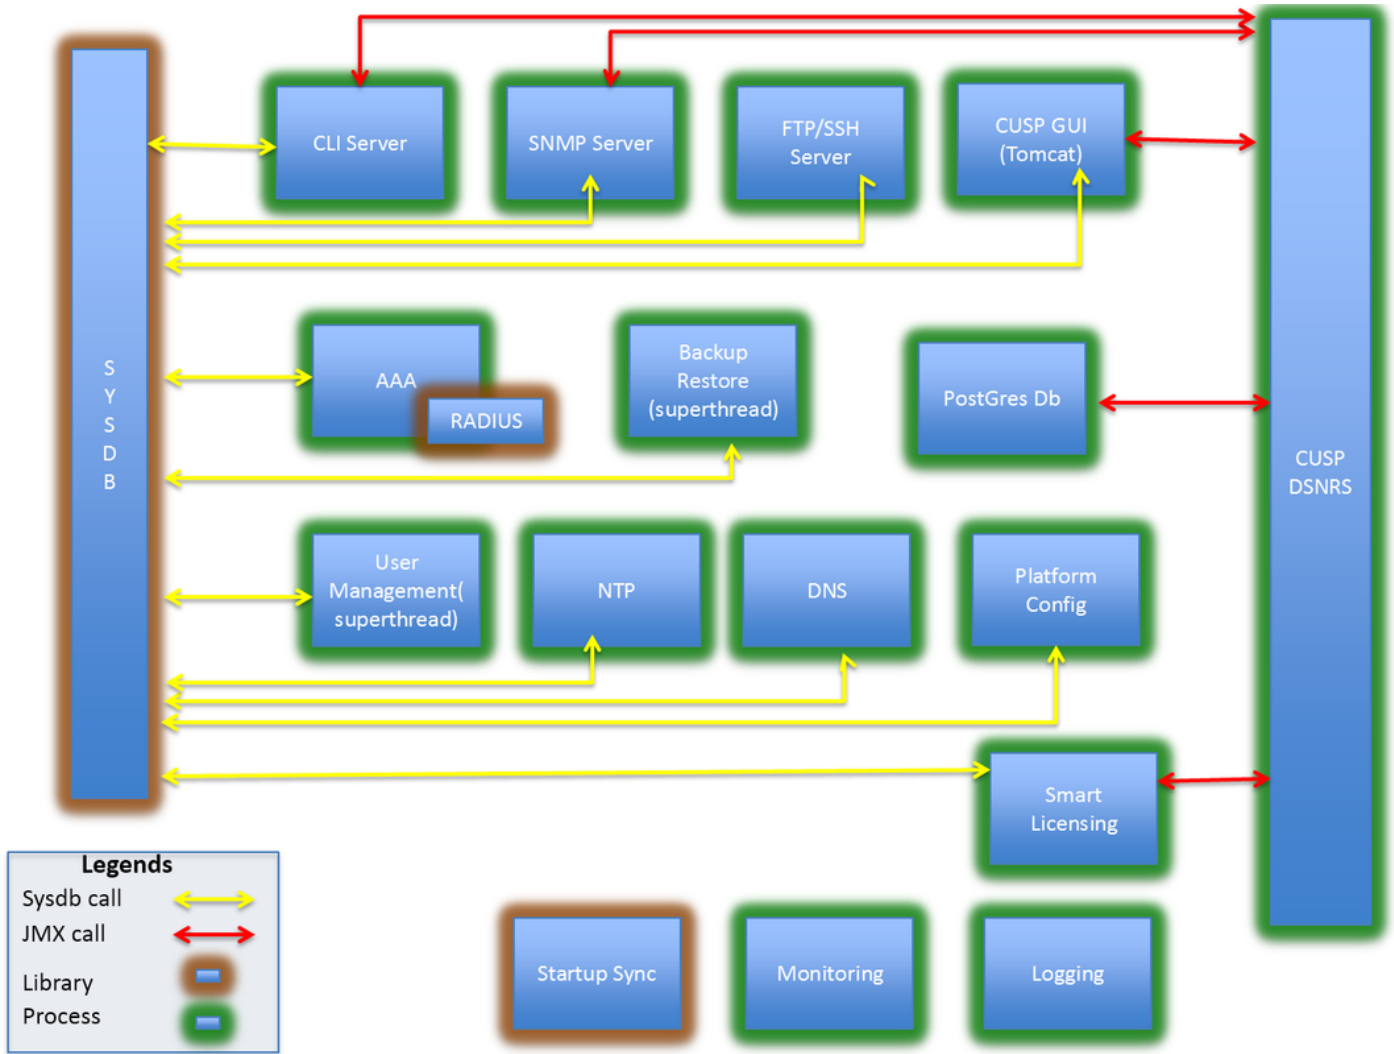 CLI Server
SNMP Server
FTP/SSH
Server
CUSP GUI
(Tomcat)
S
Y
S
D
B
AAA
RADIUS
Backup
Restore
(superthread)
PostGres Db
CUSP
DSNRS
User
Management(
superthread)
NTP
DNS
Platform
Config
Smart
Licensing
Legends
Sysdb call
JMX call
Library
Process
Startup Sync
Monitoring
Logging